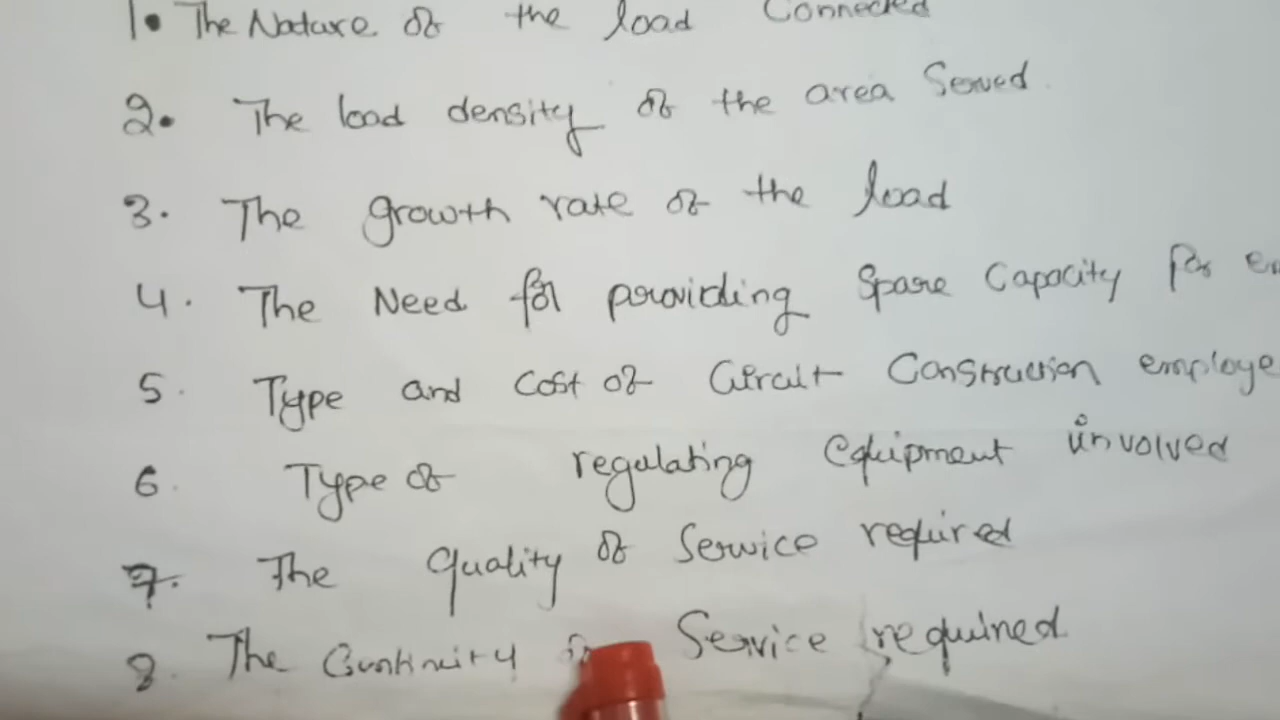 1. The Nature of the load Connected
2. The load density of the area Served
3. The growth rate of the load
4. The Need for providing Spare Capacity for
5. Type and Cost of Circuit Construction employe
6. Type of regulating Equipment involved
7. The Quality of Service required
8. The Continuity Service required